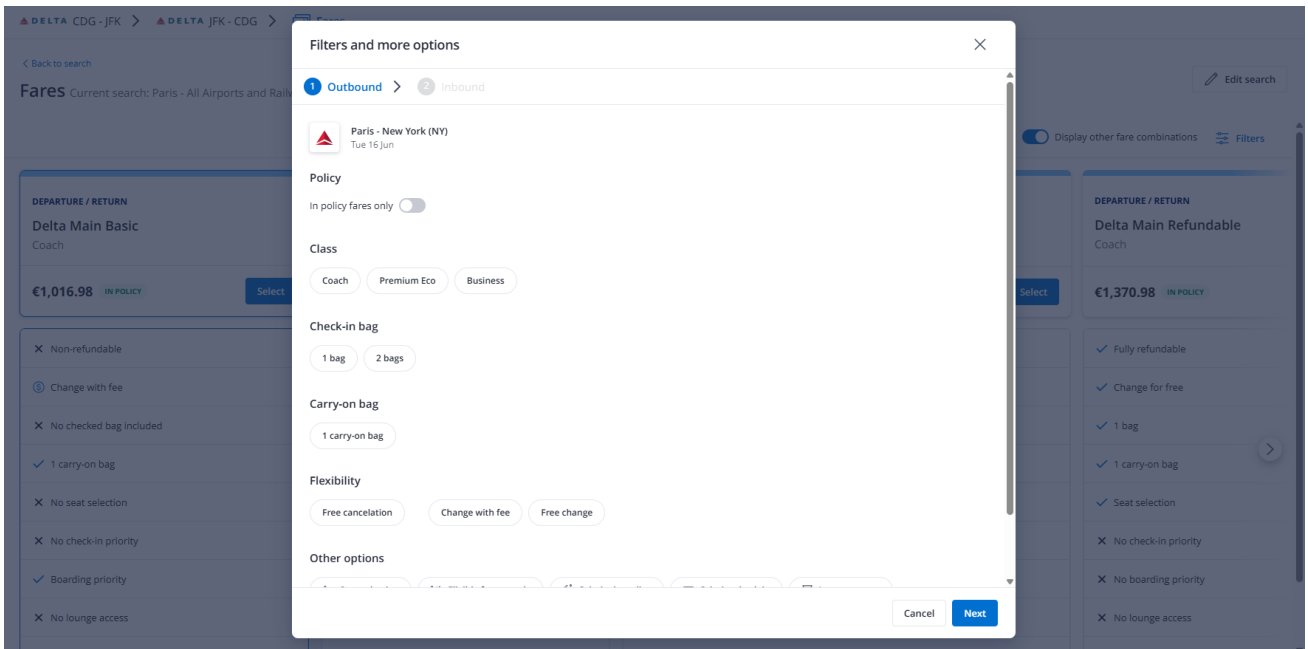 DELTA CDG - JFK > DELTA JFK - CDG > Fares
Back to search
Fares Current search: Paris - All Airports and Railw
Edit search
Display other fare combinations Filters
DEPARTURE / RETURN
Delta Main Basic
Coach
€1,016.98 IN POLICY Select
Non-refundable
Change with fee
No checked bag included
1 carry-on bag
No seat selection
No check-in priority
Boarding priority
No lounge access
Filters and more options
1 Outbound > 2 Inbound
Paris - New York (NY)
Tue 16 Jun
Policy
In policy fares only
Class
Coach Premium Eco Business
Check-in bag
1 bag 2 bags
Carry-on bag
1 carry-on bag
Flexibility
Free cancelation Change with fee Free change
Other options
Cancel Next
Select
DEPARTURE / RETURN
Delta Main Refundable
Coach
€1,370.98 IN POLICY
Fully refundable
Change for free
1 bag
1 carry-on bag
Seat selection
No check-in priority
No boarding priority
No lounge access